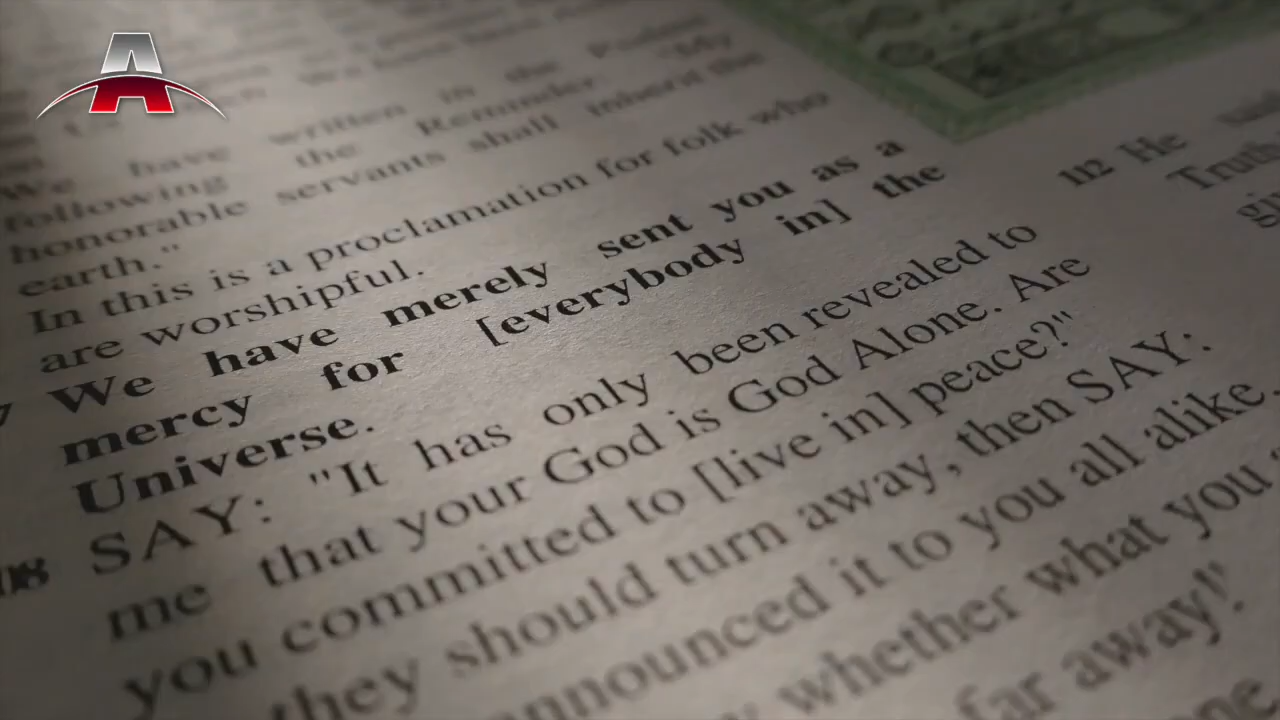 A
written in the
We have the Reminder "My
following servants shall inherit the
honorable
earth."
In this is a proclamation for folk who
are worshipful.
We have merely sent you as a
mercy for [everybody in] the
Universe.
108 SAY: "It has only been revealed to
me that your God is God Alone. Are
you committed to [live in] peace?"
they should turn away, then SAY:
announced it to you all alike.
whether what you
far away!'
112 He
Truth